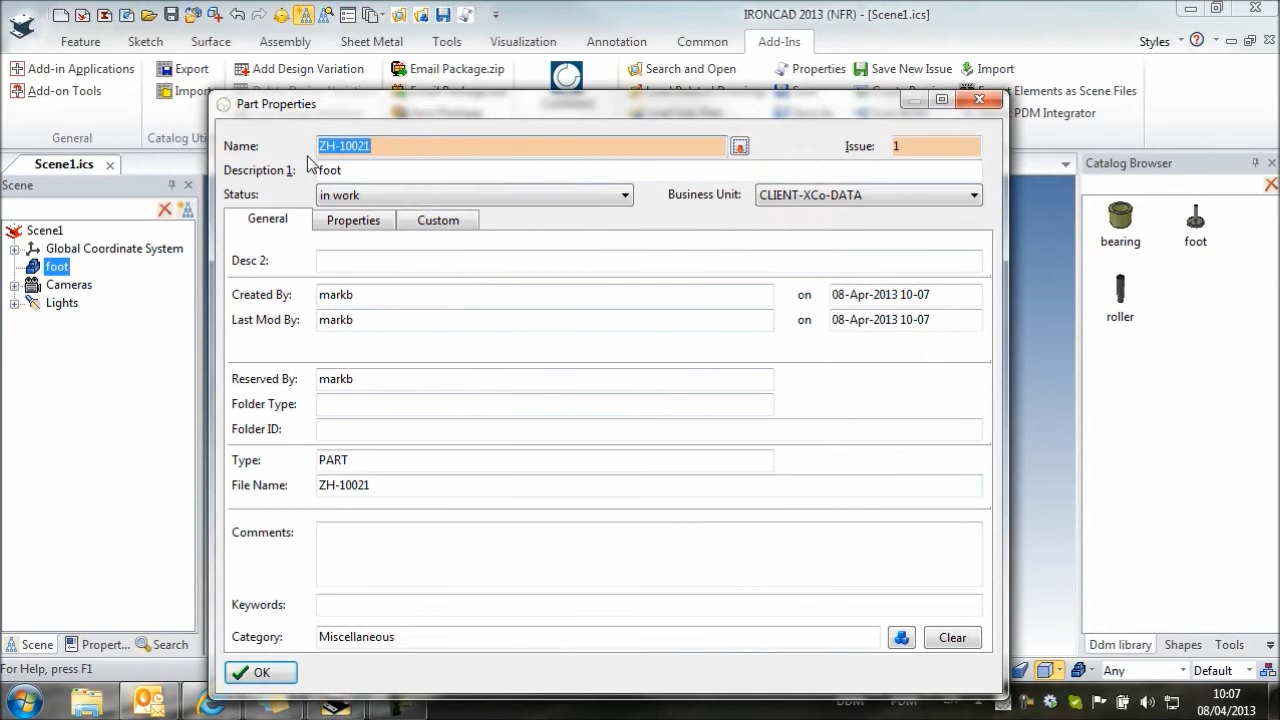 IRONCAD 2013 (NFR) - [Scene1.ics]
Feature Sketch Surface Assembly Sheet Metal Tools Visualization Annotation Common Add-Ins Styles
Add-in Applications Export Add Design Variation Email Package.zip Search and Open Properties Save New Issue Import
Add-on Tools Elements as Scene Files
PDM Integrator
General Catalog Uti
Part Properties
Scene1.ics
Catalog Browser
Scene
Scene1
Global Coordinate System
foot
Cameras
Lights
Name: ZH-10021 Issue: 1
Description 1: foot
Status: in work Business Unit: CLIENT-XCo-DATA
General Properties Custom
Desc 2:
Created By: markb on 08-Apr-2013 10-07
Last Mod By: markb on 08-Apr-2013 10-07
Reserved By: markb
Folder Type:
Folder ID:
Type: PART
File Name: ZH-10021
Comments:
Keywords:
Category: Miscellaneous Clear
OK
bearing foot
roller
Scene Propert... Search
Ddm library Shapes Tools
For Help, press F1
Any Default
10:07
08/04/2013